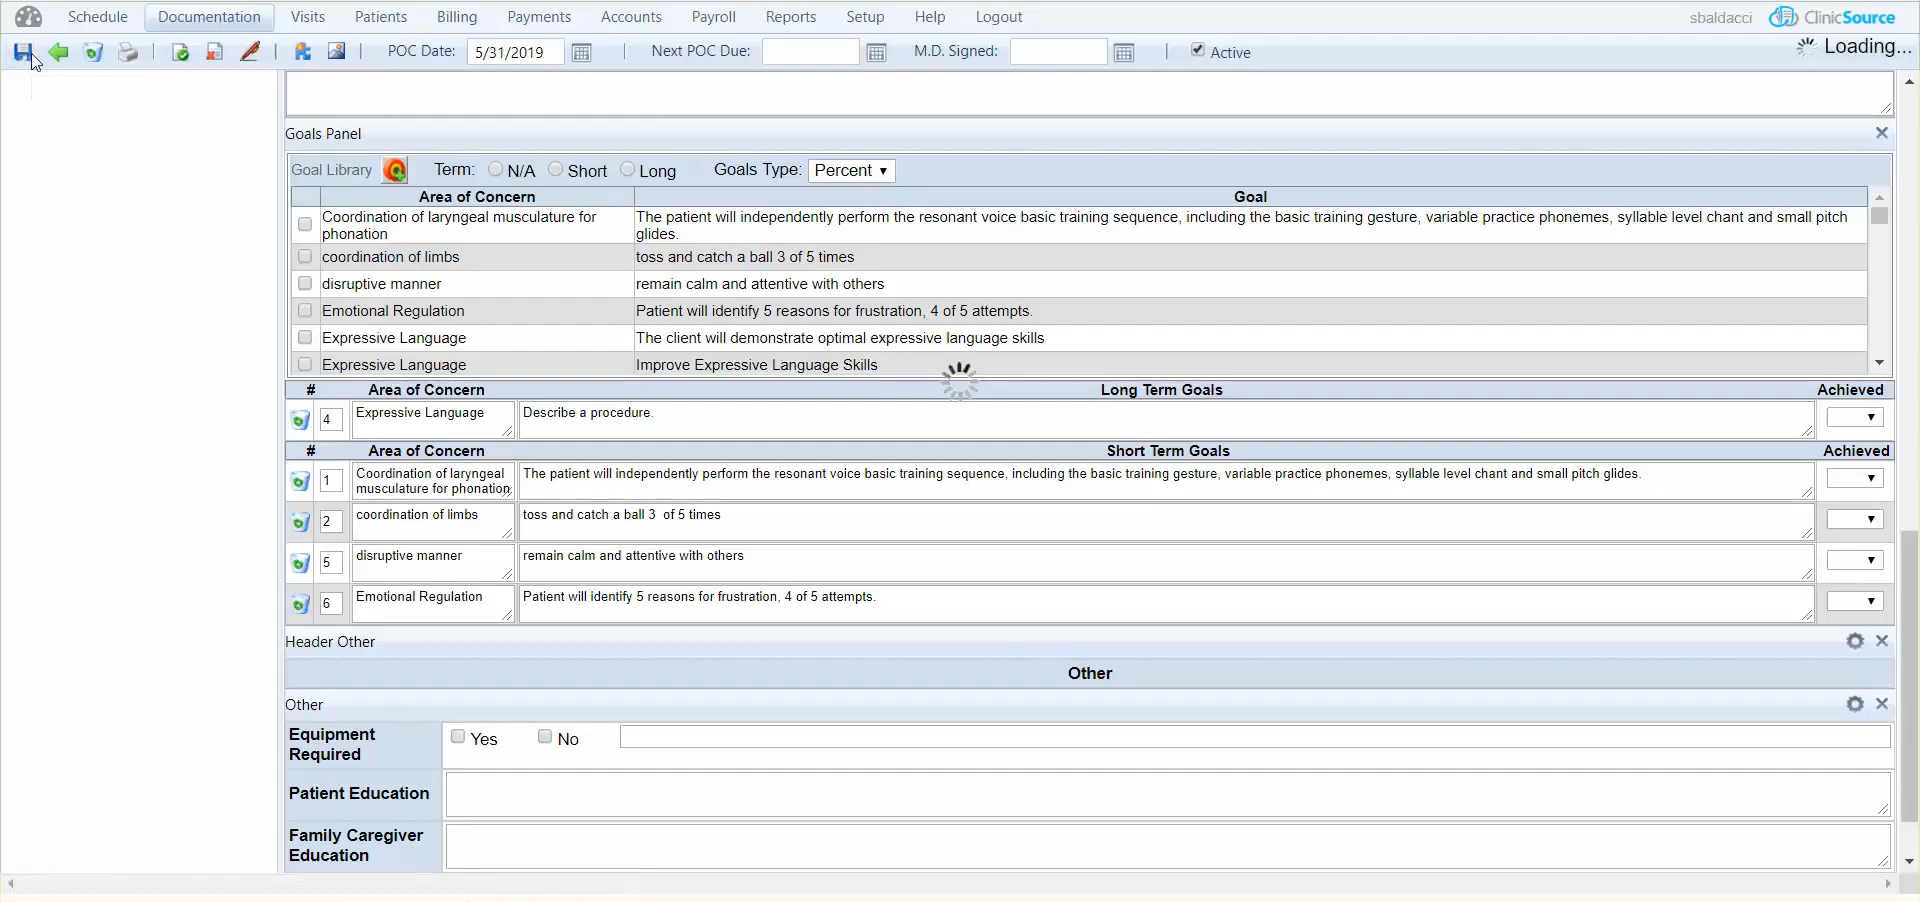 Schedule Documentation Visits Patients Billing Payments Accounts Payroll Reports Setup Help Logout sbaldacci ClinicSource
POC Date: 5/31/2019 Next POC Due: M.D. Signed: Active Loading...
Goals Panel
Goal Library Term: N/A Short Long Goals Type: Percent
Area of Concern Goal
Coordination of laryngeal musculature for
phonation
The patient will independently perform the resonant voice basic training sequence, including the basic training gesture, variable practice phonemes, syllable level chant and small pitch
glides.
coordination of limbs toss and catch a ball 3 of 5 times
disruptive manner remain calm and attentive with others
Emotional Regulation Patient will identify 5 reasons for frustration, 4 of 5 attempts.
Expressive Language The client will demonstrate optimal expressive language skills
Expressive Language Improve Expressive Language Skills
# Area of Concern Long Term Goals Achieved
4 Expressive Language Describe a procedure.
# Area of Concern Short Term Goals Achieved
1 Coordination of laryngeal
musculature for phonation
The patient will independently perform the resonant voice basic training sequence, including the basic training gesture, variable practice phonemes, syllable level chant and small pitch glides.
2 coordination of limbs toss and catch a ball 3 of 5 times
5 disruptive manner remain calm and attentive with others
6 Emotional Regulation Patient will identify 5 reasons for frustration, 4 of 5 attempts.
Header Other
Other
Other
Equipment
Required
Yes No
Patient Education
Family Caregiver
Education